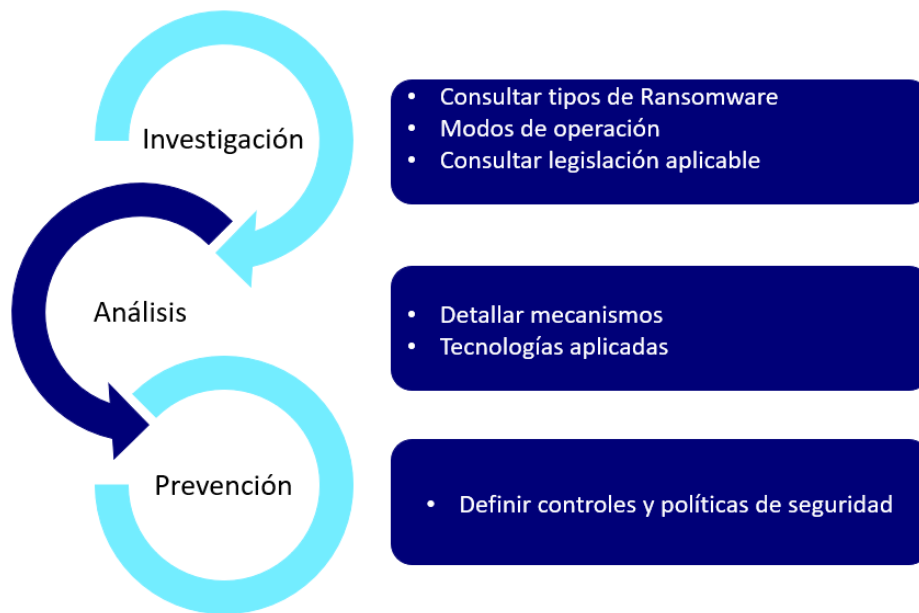 Investigación
• Consultar tipos de Ransomware
• Modos de operación
• Consultar legislación aplicable
Análisis
• Detallar mecanismos
• Tecnologías aplicadas
Prevención
• Definir controles y políticas de seguridad